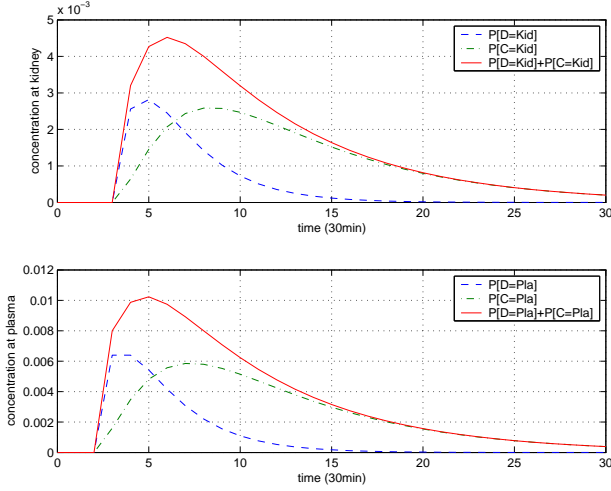 5 x 10⁻³
P[D=Kid]
P[C=Kid]
P[D=Kid]+P[C=Kid]
4
3
2
1
0
concentration at kidney
0 5 10 15 20 25 30
time (30min)
0.012
P[D=Pla]
P[C=Pla]
P[D=Pla]+P[C=Pla]
0.01
0.008
0.006
0.004
0.002
0
concentration at plasma
0 5 10 15 20 25 30
time (30min)